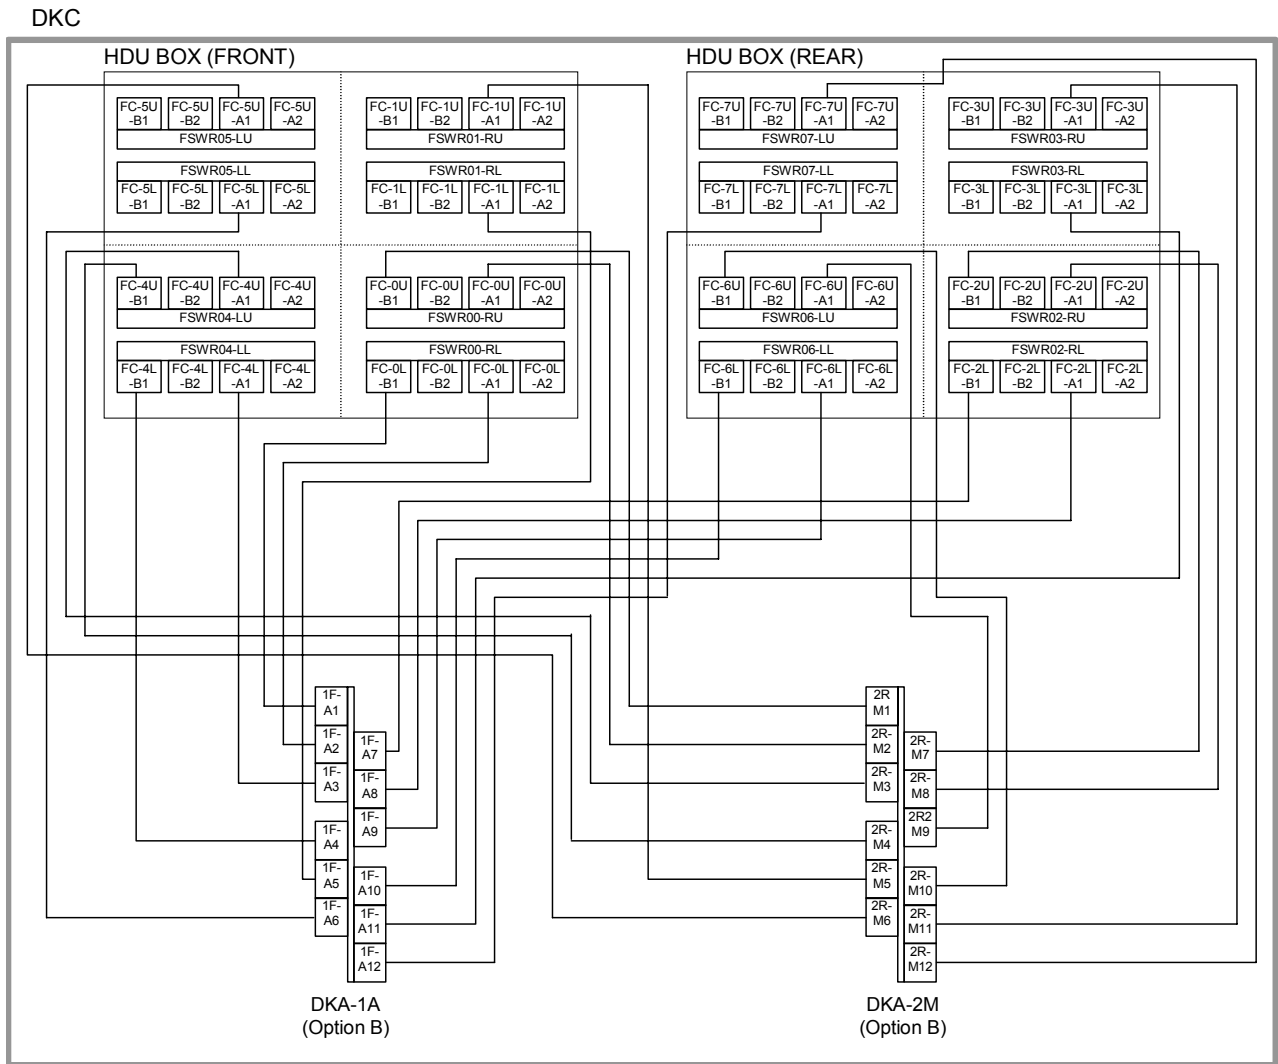 DKC
HDU BOX (FRONT)
HDU BOX (REAR)
FC-5U FC-5U FC-5U FC-5U
-B1 -B2 -A1 -A2
FSWR05-LU
FC-1U FC-1U FC-1U FC-1U
-B1 -B2 -A1 -A2
FSWR01-RU
FC-7U FC-7U FC-7U FC-7U
-B1 -B2 -A1 -A2
FSWR07-LU
FC-3U FC-3U FC-3U FC-3U
-B1 -B2 -A1 -A2
FSWR03-RU
FSWR05-LL
FC-5L FC-5L FC-5L FC-5L
-B1 -B2 -A1 -A2
FSWR01-RL
FC-1L FC-1L FC-1L FC-1L
-B1 -B2 -A1 -A2
FSWR07-LL
FC-7L FC-7L FC-7L FC-7L
-B1 -B2 -A1 -A2
FSWR03-RL
FC-3L FC-3L FC-3L FC-3L
-B1 -B2 -A1 -A2
FC-4U FC-4U FC-4U FC-4U
-B1 -B2 -A1 -A2
FSWR04-LU
FC-0U FC-0U FC-0U FC-0U
-B1 -B2 -A1 -A2
FSWR00-RU
FC-6U FC-6U FC-6U FC-6U
-B1 -B2 -A1 -A2
FSWR06-LU
FC-2U FC-2U FC-2U FC-2U
-B1 -B2 -A1 -A2
FSWR02-RU
FSWR04-LL
FC-4L FC-4L FC-4L FC-4L
-B1 -B2 -A1 -A2
FSWR00-RL
FC-0L FC-0L FC-0L FC-0L
-B1 -B2 -A1 -A2
FSWR06-LL
FC-6L FC-6L FC-6L FC-6L
-B1 -B2 -A1 -A2
FSWR02-RL
FC-2L FC-2L FC-2L FC-2L
-B1 -B2 -A1 -A2
1F-
A1
1F-
A2
1F-
A3
1F-
A4
1F-
A5
1F-
A6
1F-
A7
1F-
A8
1F-
A9
1F-
A10
1F-
A11
1F-
A12
DKA-1A
(Option B)
2R
M1
2R-
M2
2R-
M3
2R-
M4
2R-
M5
2R-
M6
2R-
M7
2R-
M8
2R2
M9
2R-
M10
2R-
M11
2R-
M12
DKA-2M
(Option B)